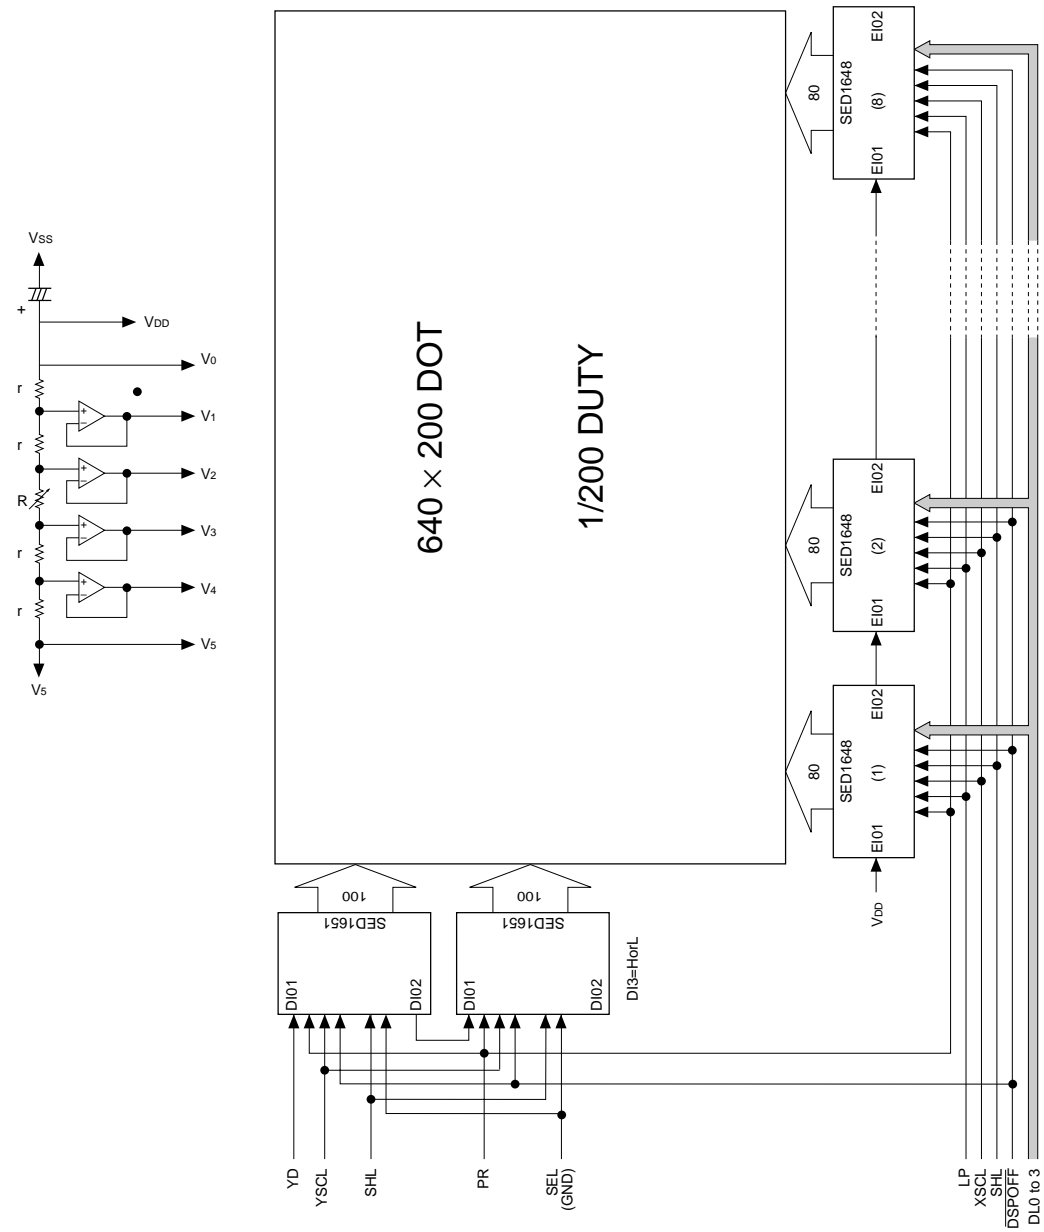 VSS
+
VDD
V0
r
V1
r
V2
R
V3
r
V4
r
V5
V5
640 × 200 DOT
1/200 DUTY
80
SED1648
(8)
EI02
EI01
80
SED1648
(2)
EI02
EI01
80
SED1648
(1)
EI02
EI01
VDD
100
SED1651
DI01
DI02
100
SED1651
DI01
DI02
DI3=HorL
YD
YSCL
SHL
PR
SEL
(GND)
LP
XSCL
SHL
DSPOFF
DL0 to 3
+
−
+
−
+
−
+
−